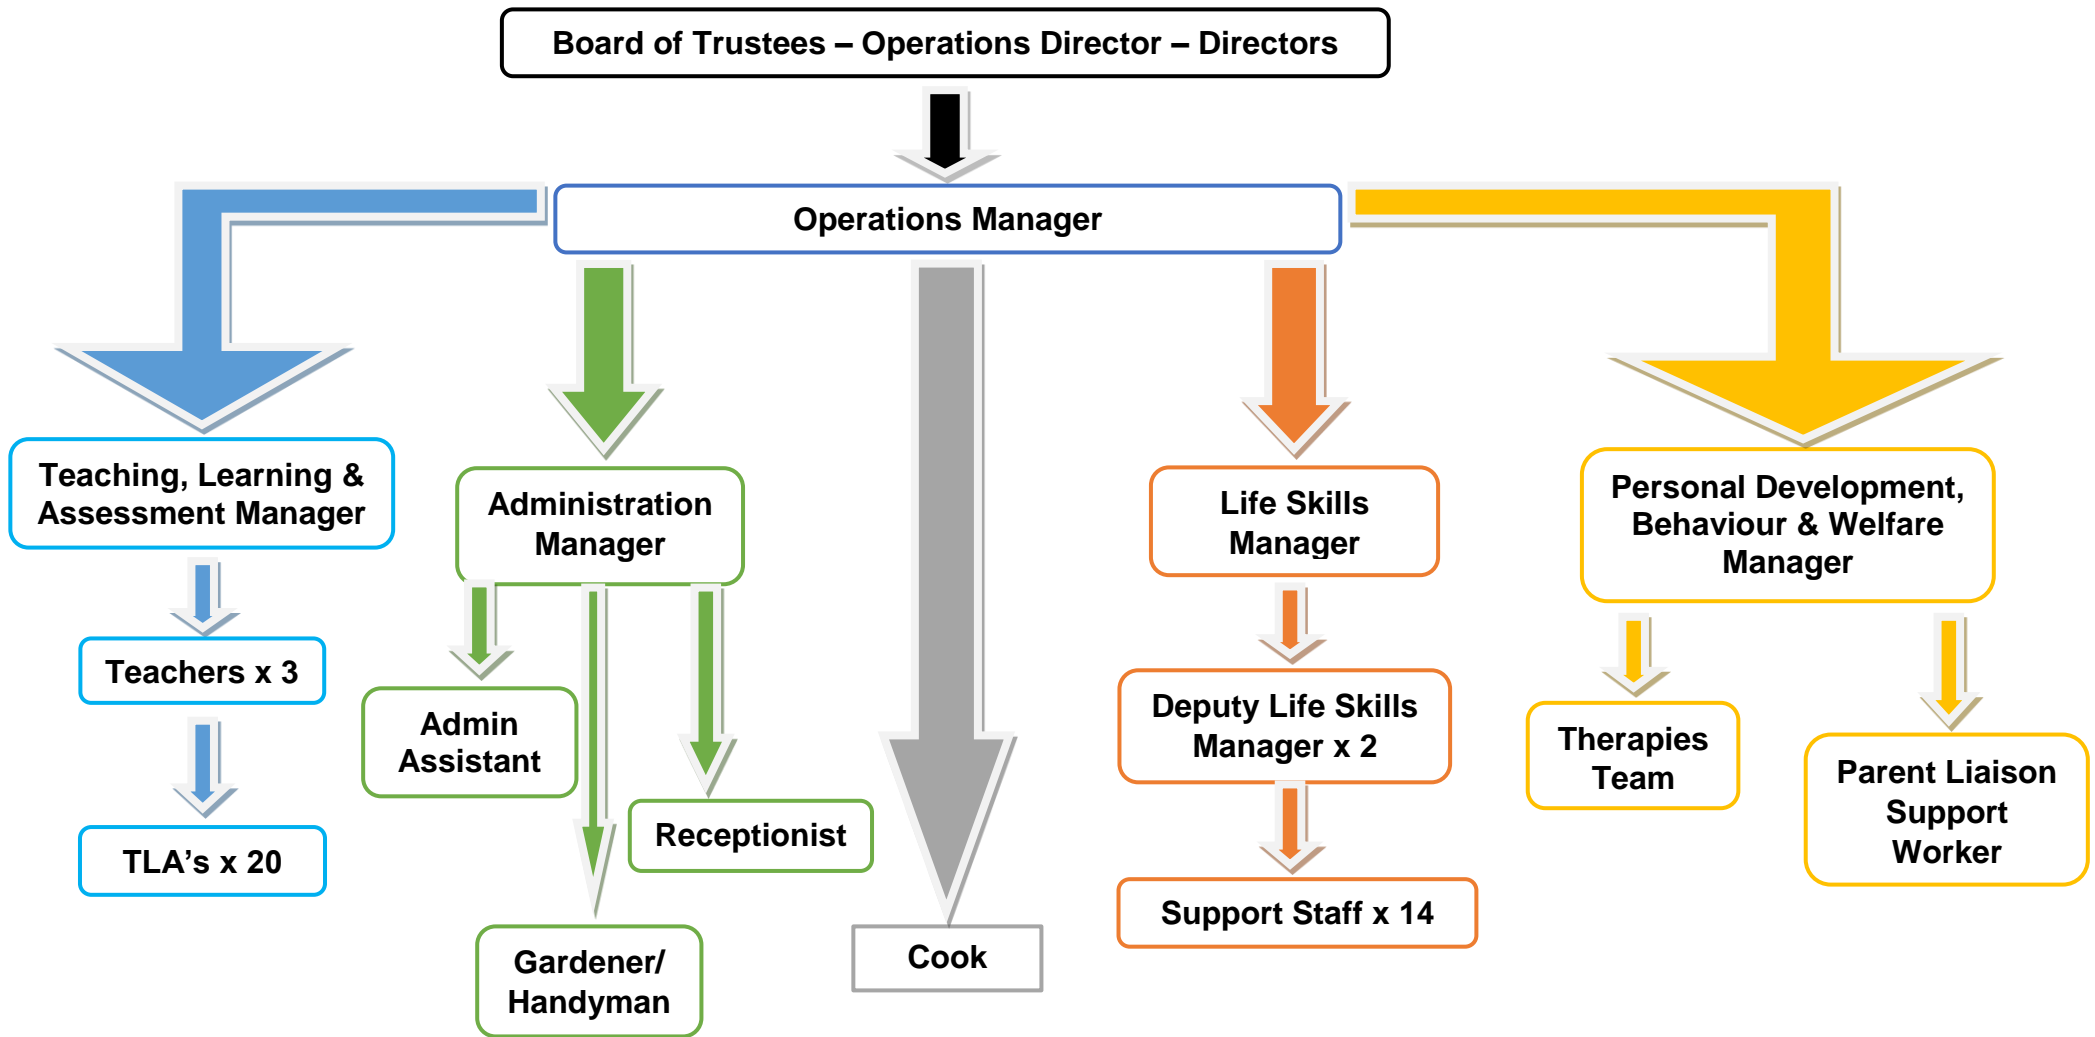 Board of Trustees – Operations Director – Directors
Operations Manager
Teaching, Learning &
Assessment Manager
Administration
Manager
Life Skills
Manager
Personal Development,
Behaviour & Welfare
Manager
Teachers x 3
Admin
Assistant
Deputy Life Skills
Manager x 2
Therapies
Team
Parent Liaison
Support
Worker
TLA’s x 20
Receptionist
Support Staff x 14
Gardener/
Handyman
Cook